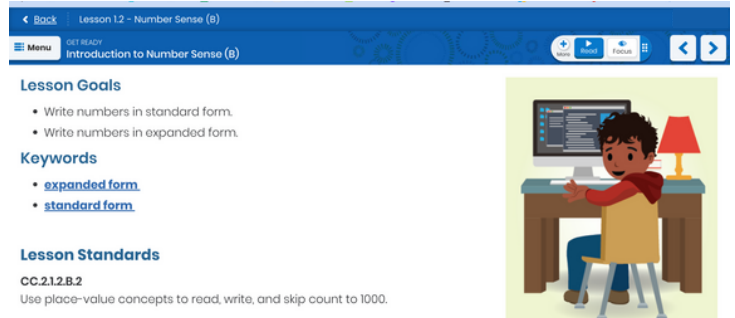 Back Lesson 1.2 - Number Sense (B)
Menu
GET READY
Introduction to Number Sense (B)
More Read Focus
Lesson Goals
• Write numbers in standard form.
• Write numbers in expanded form.
Keywords
• expanded form
• standard form
Lesson Standards
CC.2.1.2.B.2
Use place-value concepts to read, write, and skip count to 1000.